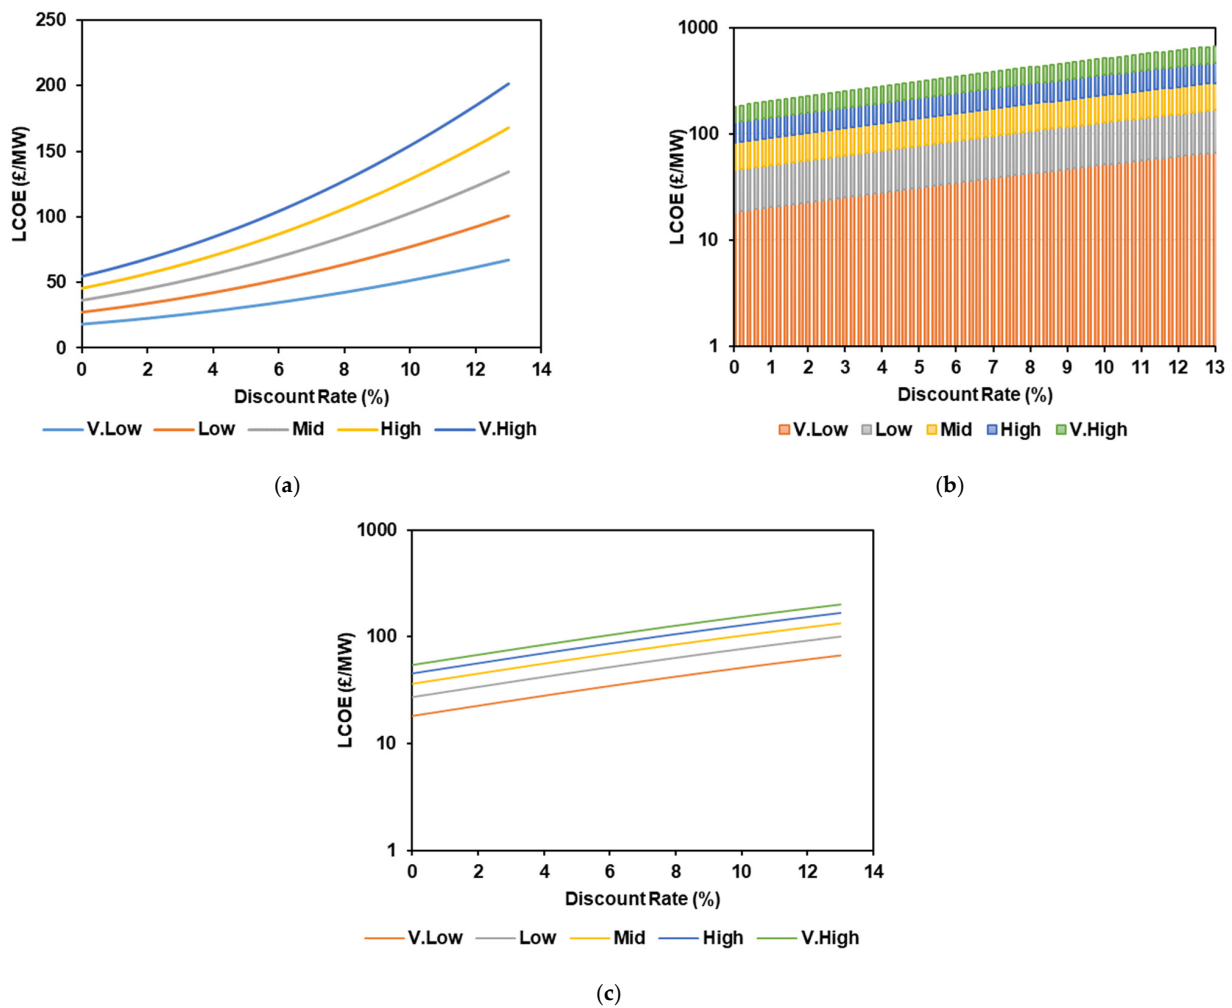 250
200
150
100
50
0
LCOE (£/MW)
0 2 4 6 8 10 12 14
Discount Rate (%)
V.Low Low Mid High V.High
(a)
1000
100
10
1
LCOE (£/MW)
0 1 2 3 4 5 6 7 8 9 10 11 12 13
Discount Rate (%)
V.Low Low Mid High V.High
(b)
1000
100
10
1
LCOE (£/MW)
0 2 4 6 8 10 12 14
Discount Rate (%)
V.Low Low Mid High V.High
(c)